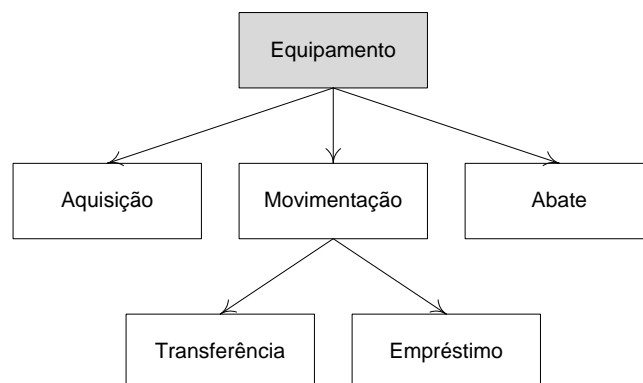 Equipamento
Aquisição
Movimentação
Abate
Transferência
Empréstimo